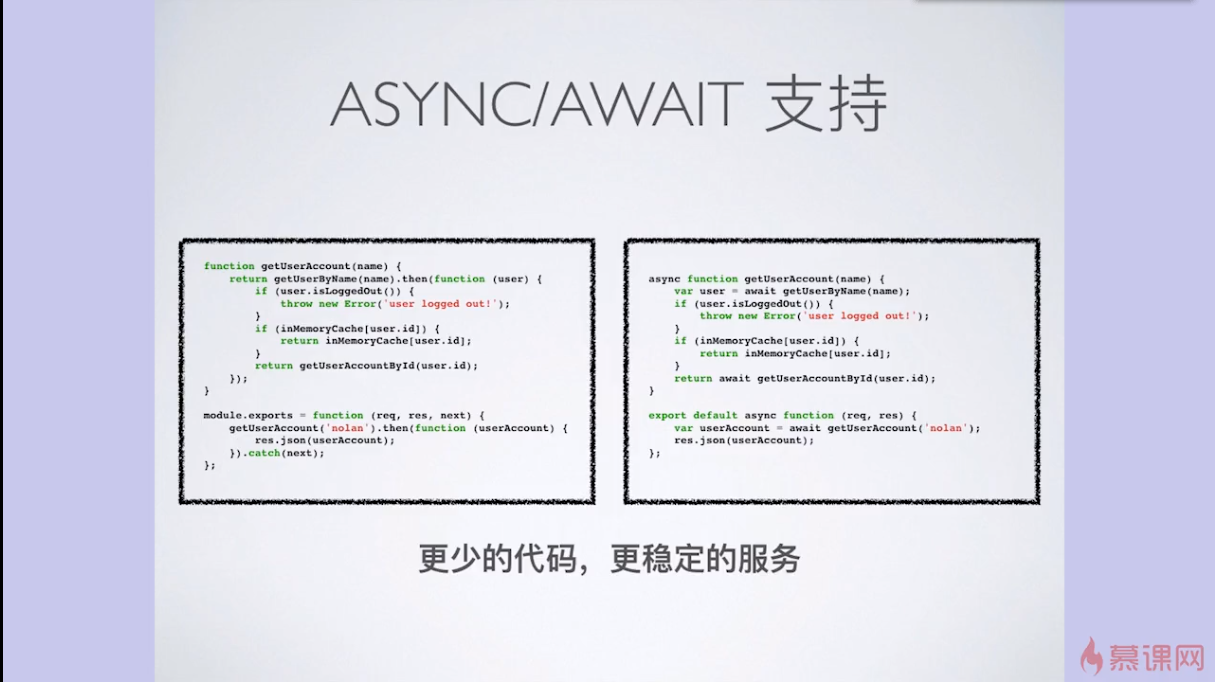 ASYNC/AWAIT 支持
function getUserAccount(name) {
    return getUserByName(name).then(function (user) {
        if (user.isLoggedOut()) {
            throw new Error('user logged out!');
        }
        if (inMemoryCache[user.id]) {
            return inMemoryCache[user.id];
        }
        return getUserAccountById(user.id);
    });
}
module.exports = function (req, res, next) {
    getUserAccount('nolan').then(function (userAccount) {
        res.json(userAccount);
    }).catch(next);
};
async function getUserAccount(name) {
    var user = await getUserByName(name);
    if (user.isLoggedOut()) {
        throw new Error('user logged out!');
    }
    if (inMemoryCache[user.id]) {
        return inMemoryCache[user.id];
    }
    return await getUserAccountById(user.id);
}
export default async function (req, res) {
    var userAccount = await getUserAccount('nolan');
    res.json(userAccount);
};
更少的代码，更稳定的服务
慕课网